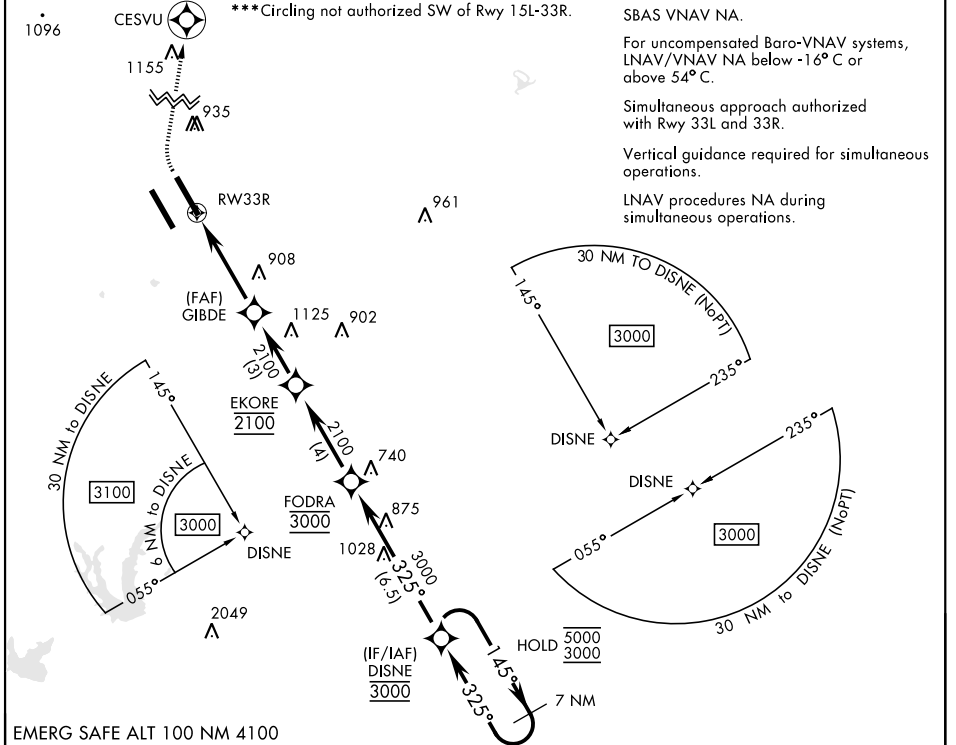 ***Circling not authorized SW of Rwy 15L-33R.
SBAS VNAV NA.
For uncompensated Baro-VNAV systems,
LNAV/VNAV NA below -16°C or
above 54°C.
Simultaneous approach authorized
with Rwy 33L and 33R.
Vertical guidance required for simultaneous
operations.
LNAV procedures NA during
simultaneous operations.
1096
CESVU
1155
935
RW33R
961
908
(FAF)
GIBDE
1125
902
2100
(3)
EKORE
2100
2100
(4)
740
FODRA
3000
875
1028
3000
325°
(6.5)
(IF/IAF)
DISNE
3000
HOLD 5000
3000
145°
325°
7 NM
30 NM TO DISNE (NoPT)
145°
3000
235°
DISNE
30 NM to DISNE
145°
3100
6 NM to DISNE
3000
DISNE
055°
2049
235°
DISNE
055°
3000
30 NM to DISNE (NoPT)
EMERG SAFE ALT 100 NM 4100